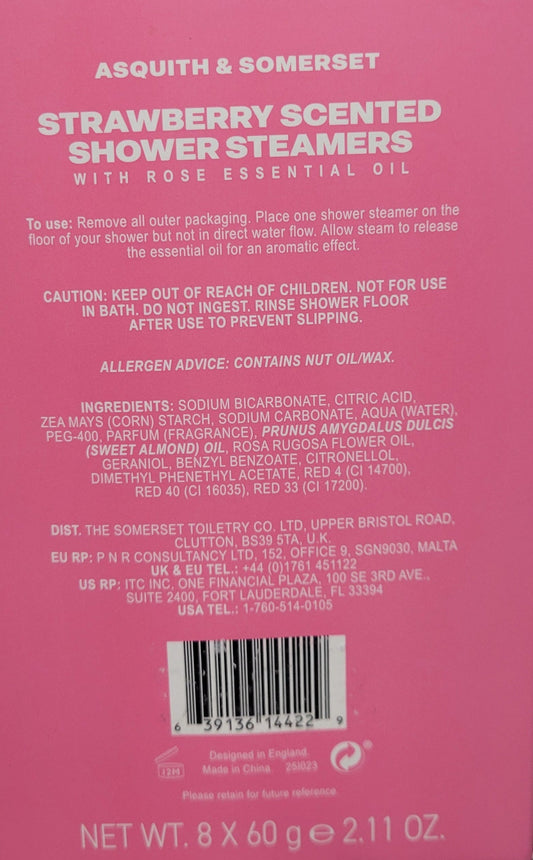 ASQUITH & SOMERSET
STRAWBERRY SCENTED
SHOWER STEAMERS
WITH ROSE ESSENTIAL OIL
To use: Remove all outer packaging. Place one shower steamer on the
floor of your shower but not in direct water flow. Allow steam to release
the essential oil for an aromatic effect.
CAUTION: KEEP OUT OF REACH OF CHILDREN. NOT FOR USE
IN BATH. DO NOT INGEST. RINSE SHOWER FLOOR
AFTER USE TO PREVENT SLIPPING.
ALLERGEN ADVICE: CONTAINS NUT OIL/WAX.
INGREDIENTS: SODIUM BICARBONATE, CITRIC ACID,
ZEA MAYS (CORN) STARCH, SODIUM CARBONATE, AQUA (WATER),
PEG-400, PARFUM (FRAGRANCE), PRUNUS AMYGDALUS DULCIS
(SWEET ALMOND) OIL, ROSA RUGOSA FLOWER OIL,
GERANIOL, BENZYL BENZOATE, CITRONELLOL,
DIMETHYL PHENETHYL ACETATE, RED 4 (CI 14700),
RED 40 (CI 16035), RED 33 (CI 17200).
DIST. THE SOMERSET TOILETRY CO. LTD, UPPER BRISTOL ROAD,
CLUTTON, BS39 5TA, U.K.
EU RP: P N R CONSULTANCY LTD, 152, OFFICE 9, SGN9030, MALTA
UK & EU TEL.: +44 (0)1761 451122
US RP: ITC INC, ONE FINANCIAL PLAZA, 100 SE 3RD AVE.,
SUITE 2400, FORT LAUDERDALE, FL 33394
USA TEL.: 1-760-514-0105
6 39136 14422 9
12M
Designed in England.
Made in China. 25I023
Please retain for future reference.
NET WT. 8 X 60 g e 2.11 OZ.